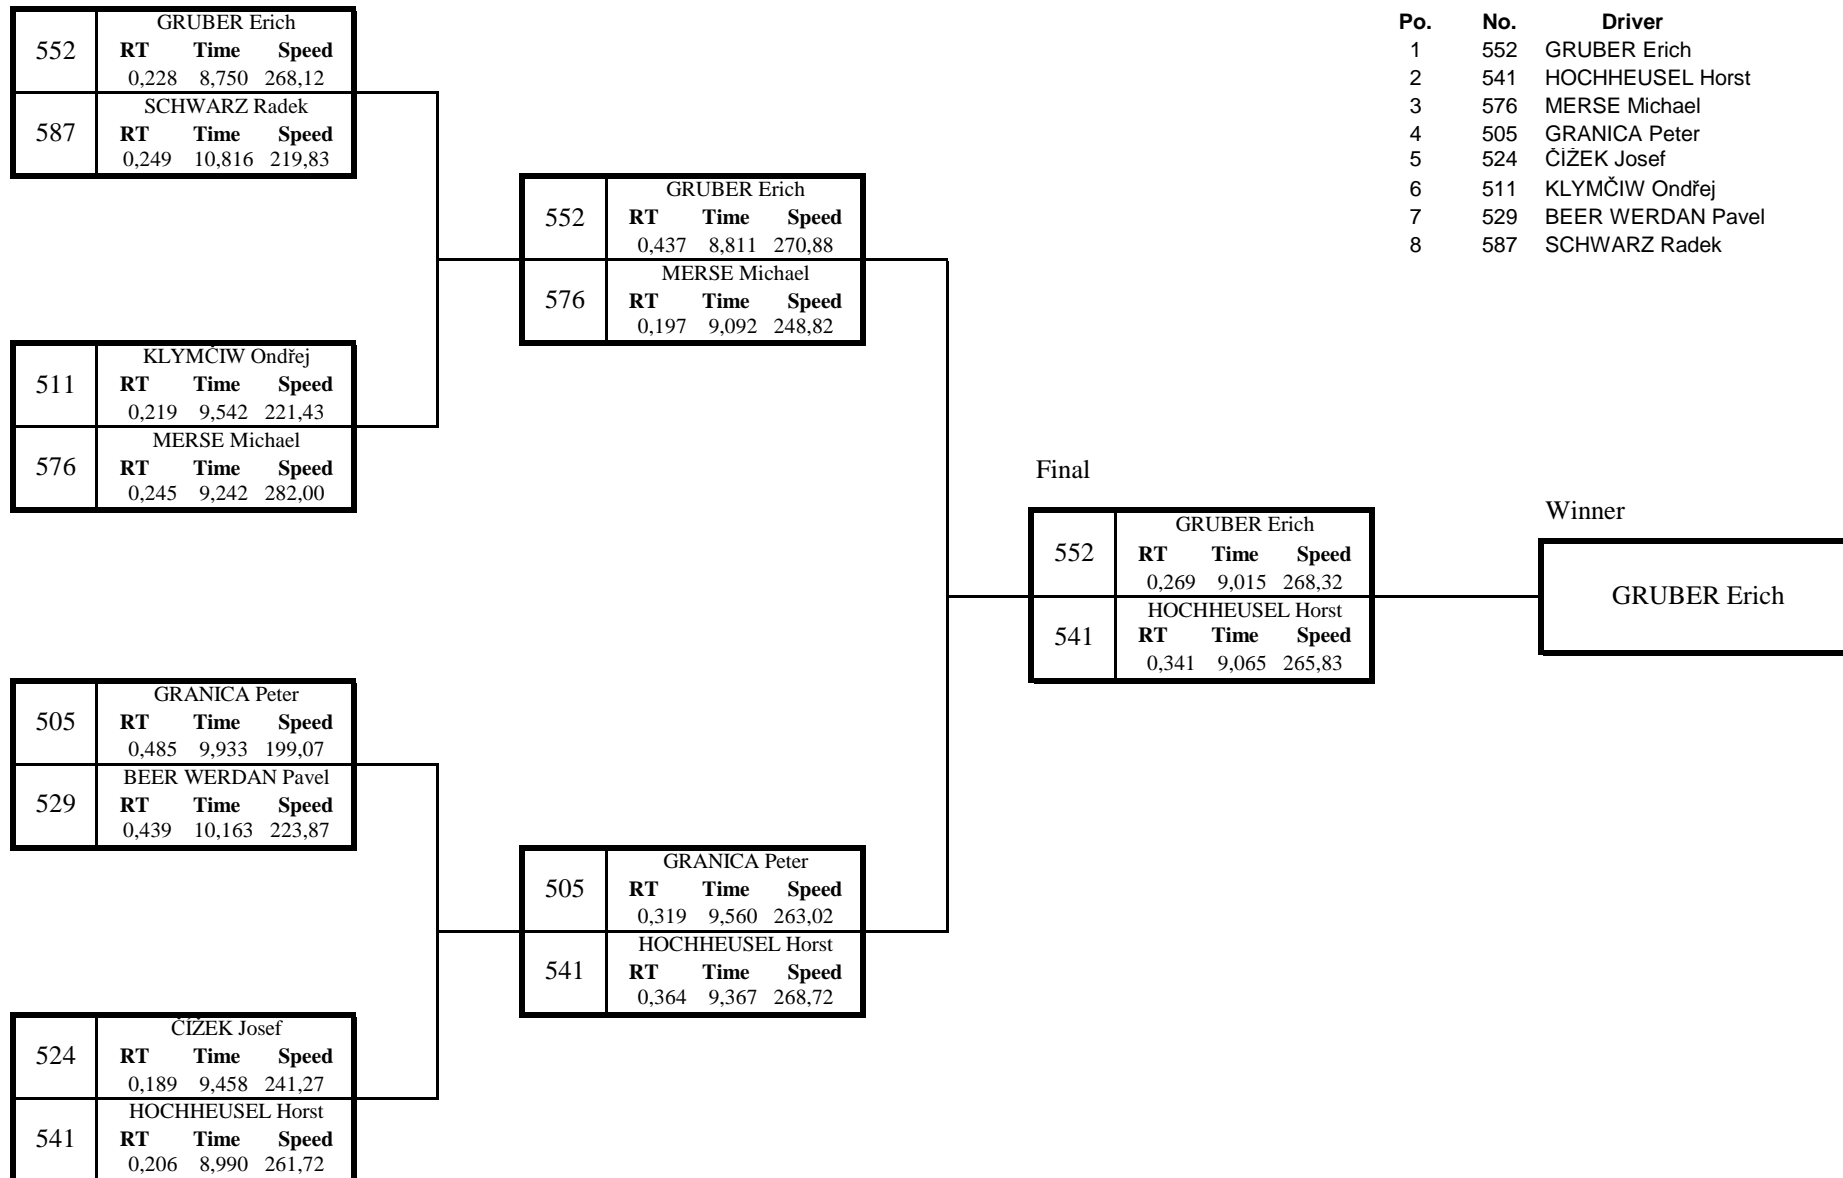 GRUBER Erich
552 RT Time Speed
0,228 8,750 268,12
SCHWARZ Radek
587 RT Time Speed
0,249 10,816 219,83
KLYMČIW Ondřej
511 RT Time Speed
0,219 9,542 221,43
MERSE Michael
576 RT Time Speed
0,245 9,242 282,00
GRANICA Peter
505 RT Time Speed
0,485 9,933 199,07
BEER WERDAN Pavel
529 RT Time Speed
0,439 10,163 223,87
ČÍŽEK Josef
524 RT Time Speed
0,189 9,458 241,27
HOCHHEUSEL Horst
541 RT Time Speed
0,206 8,990 261,72
GRUBER Erich
552 RT Time Speed
0,437 8,811 270,88
MERSE Michael
576 RT Time Speed
0,197 9,092 248,82
GRANICA Peter
505 RT Time Speed
0,319 9,560 263,02
HOCHHEUSEL Horst
541 RT Time Speed
0,364 9,367 268,72
Final
GRUBER Erich
552 RT Time Speed
0,269 9,015 268,32
HOCHHEUSEL Horst
541 RT Time Speed
0,341 9,065 265,83
Winner
GRUBER Erich
Po. No. Driver
1 552 GRUBER Erich
2 541 HOCHHEUSEL Horst
3 576 MERSE Michael
4 505 GRANICA Peter
5 524 ČÍŽEK Josef
6 511 KLYMČIW Ondřej
7 529 BEER WERDAN Pavel
8 587 SCHWARZ Radek